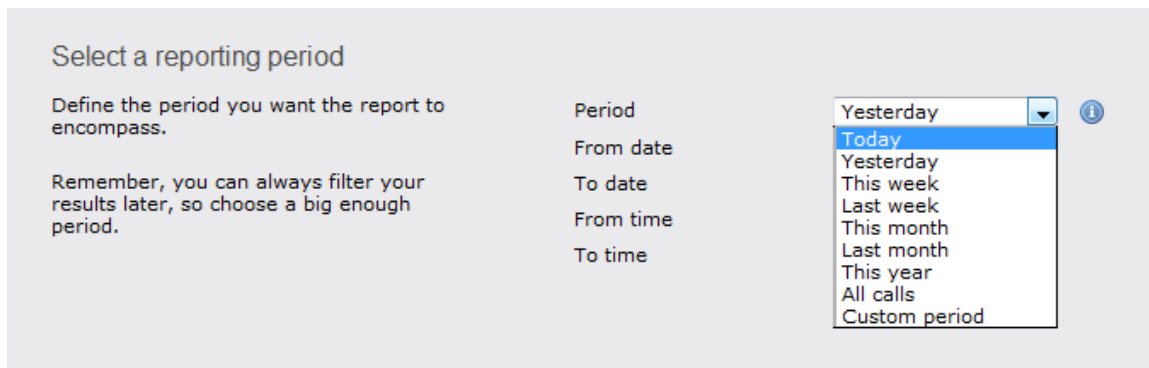 Select a reporting period
Define the period you want the report to
encompass.
Remember, you can always filter your
results later, so choose a big enough
period.
Period
From date
To date
From time
To time
Yesterday
Today
Yesterday
This week
Last week
This month
Last month
This year
All calls
Custom period